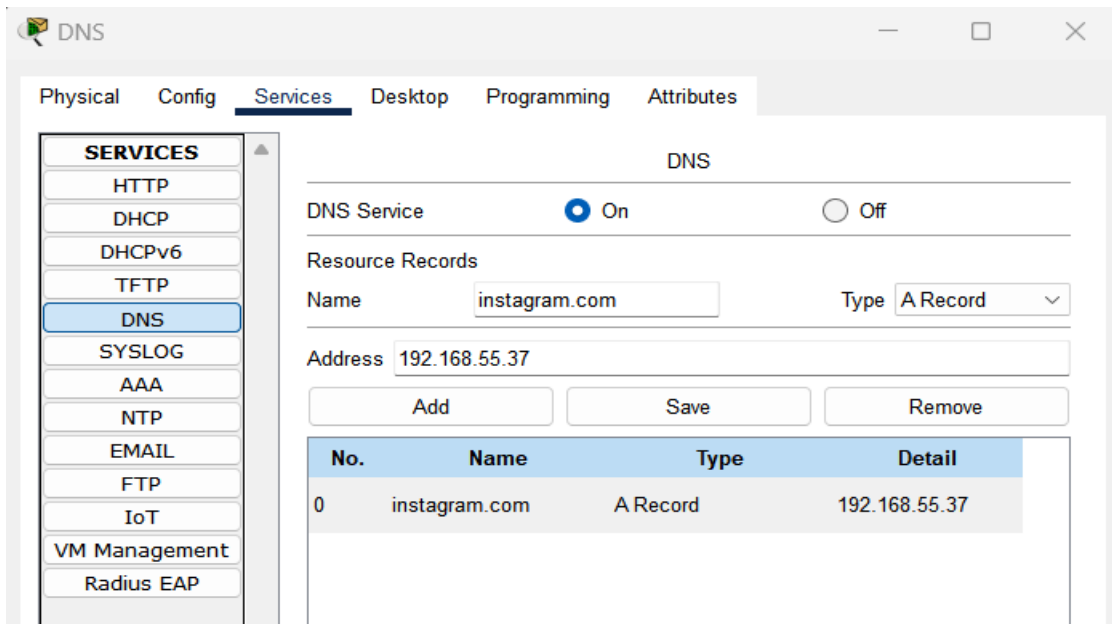 DNS
Physical Config Services Desktop Programming Attributes
SERVICES
HTTP
DHCP
DHCPv6
TFTP
DNS
SYSLOG
AAA
NTP
EMAIL
FTP
IoT
VM Management
Radius EAP
DNS
DNS Service On Off
Resource Records
Name instagram.com Type A Record
Address 192.168.55.37
Add Save Remove
No. Name Type Detail
0 instagram.com A Record 192.168.55.37